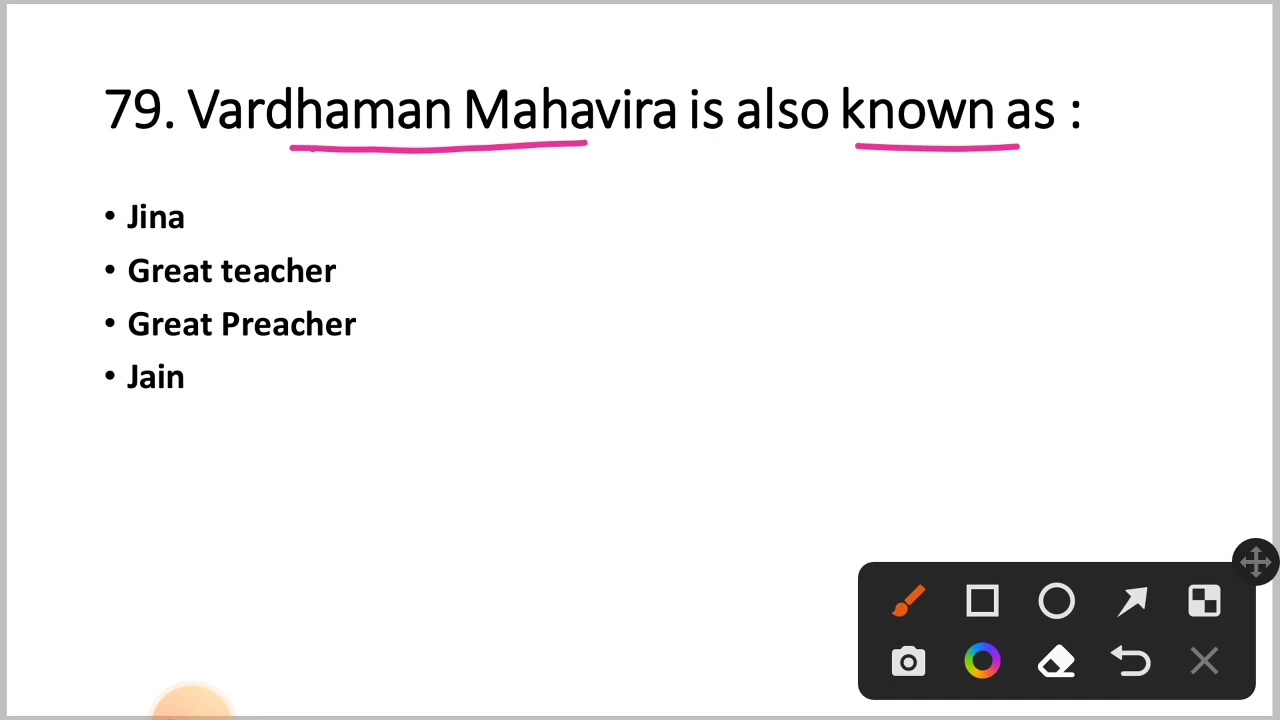 79. Vardhaman Mahavira is also known as :
• Jina
• Great teacher
• Great Preacher
• Jain